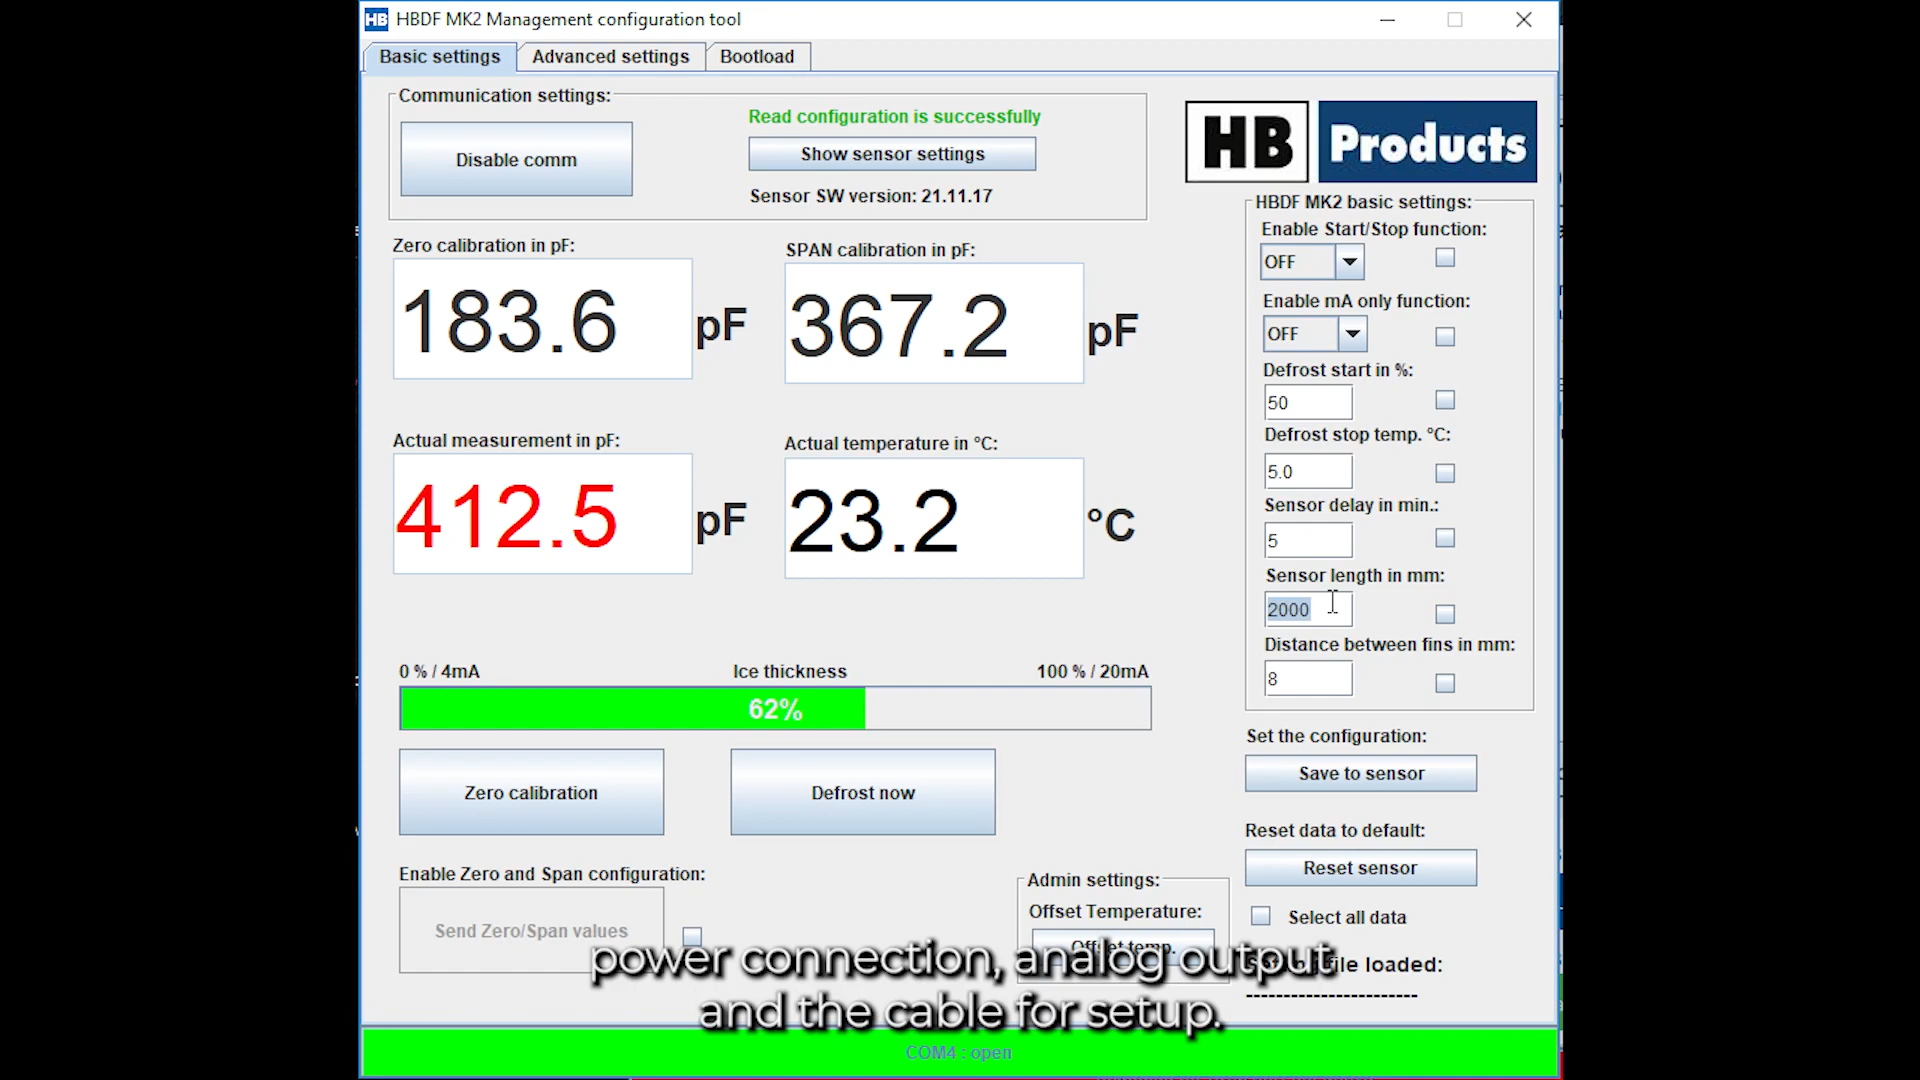 HB HBDF MK2 Management configuration tool
Basic settings
Advanced settings
Bootload
Communication settings:
Disable comm
Read configuration is successfully
Show sensor settings
Sensor SW version: 21.11.17
HB Products
Zero calibration in pF:
183.6 pF
SPAN calibration in pF:
367.2 pF
Actual measurement in pF:
412.5 pF
Actual temperature in °C:
23.2 °C
0 % / 4mA
Ice thickness
100 % / 20mA
62%
Zero calibration
Defrost now
Enable Zero and Span configuration:
Send Zero/Span values
Admin settings:
Offset Temperature:
Offset temp.
HBDF MK2 basic settings:
Enable Start/Stop function:
OFF
Enable mA only function:
OFF
Defrost start in %:
50
Defrost stop temp. °C:
5.0
Sensor delay in min.:
5
Sensor length in mm:
2000
Distance between fins in mm:
8
Set the configuration:
Save to sensor
Reset data to default:
Reset sensor
Select all data
file loaded:
------------------------
power connection, analog output
and the cable for setup.
COM4 : open